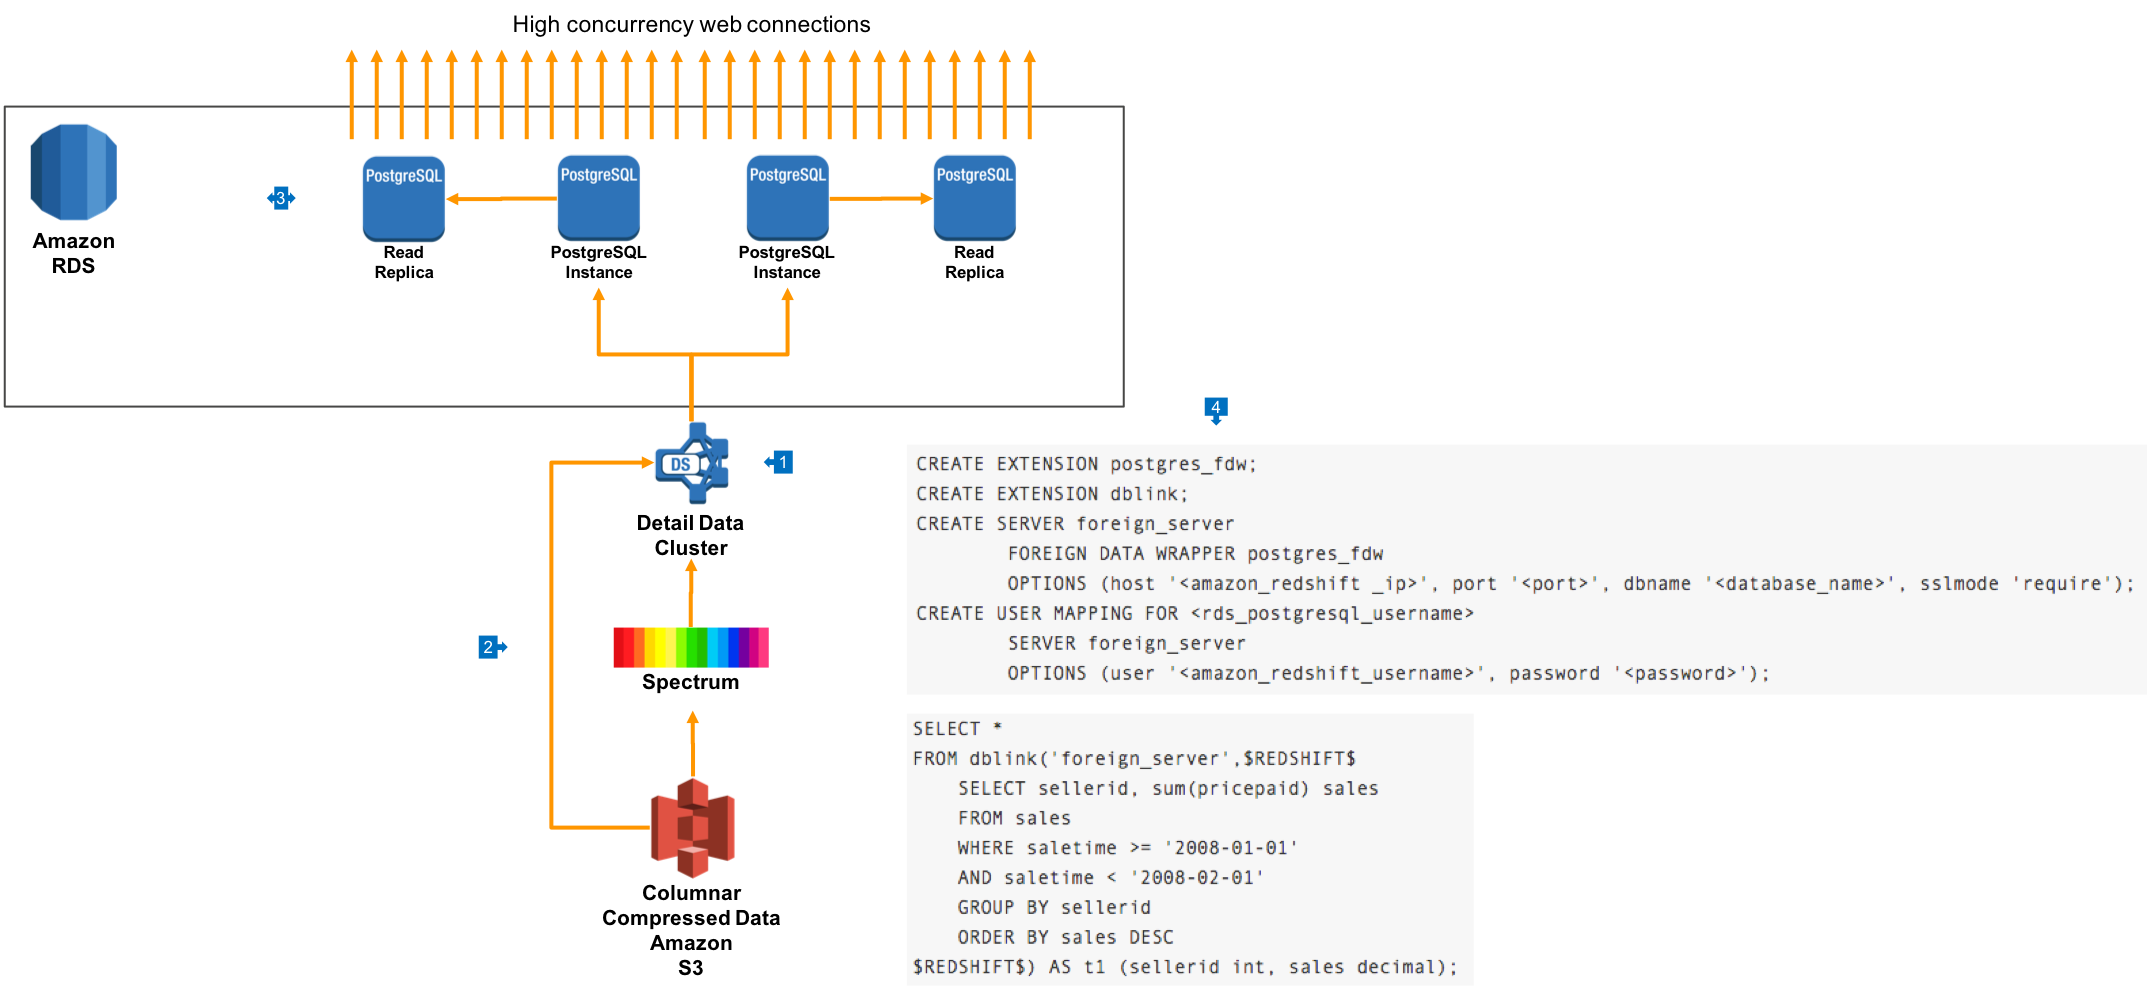 High concurrency web connections
Amazon
RDS
3
PostgreSQL
Read
Replica
PostgreSQL
PostgreSQL
Instance
PostgreSQL
PostgreSQL
Instance
PostgreSQL
Read
Replica
DS
1
Detail Data
Cluster
2
Spectrum
Columnar
Compressed Data
Amazon
S3
4
CREATE EXTENSION postgres_fdw;
CREATE EXTENSION dblink;
CREATE SERVER foreign_server
FOREIGN DATA WRAPPER postgres_fdw
OPTIONS (host '<amazon_redshift _ip>', port '<port>', dbname '<database_name>', sslmode 'require');
CREATE USER MAPPING FOR <rds_postgresql_username>
SERVER foreign_server
OPTIONS (user '<amazon_redshift_username>', password '<password>');
SELECT *
FROM dblink('foreign_server',$REDSHIFT$
SELECT sellerid, sum(pricepaid) sales
FROM sales
WHERE saletime >= '2008-01-01'
AND saletime < '2008-02-01'
GROUP BY sellerid
ORDER BY sales DESC
$REDSHIFT$) AS t1 (sellerid int, sales decimal);